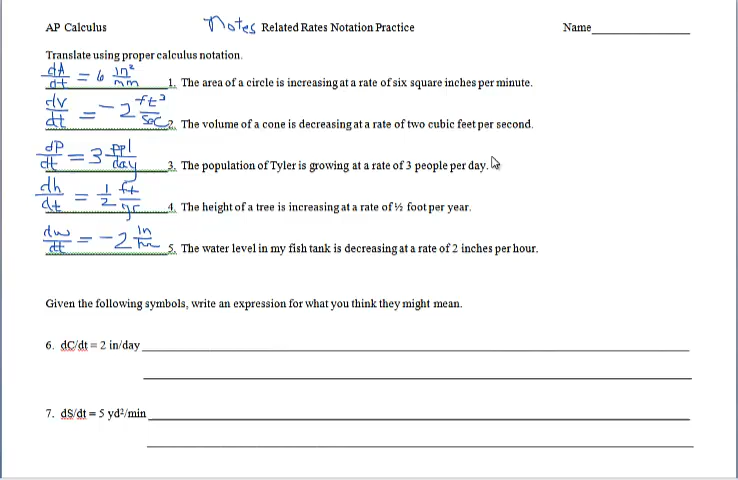 AP Calculus Notes Related Rates Notation Practice Name
Translate using proper calculus notation.
dA/dt = 6 in²/min 1. The area of a circle is increasing at a rate of six square inches per minute.
dV/dt = -2 ft³/sec 2. The volume of a cone is decreasing at a rate of two cubic feet per second.
dP/dt = 3 ppl/day 3. The population of Tyler is growing at a rate of 3 people per day.
dh/dt = 1/2 ft/yr 4. The height of a tree is increasing at a rate of ½ foot per year.
dw/dt = -2 in/hr 5. The water level in my fish tank is decreasing at a rate of 2 inches per hour.
Given the following symbols, write an expression for what you think they might mean.
6. dC/dt = 2 in/day
7. dS/dt = 5 yd²/min